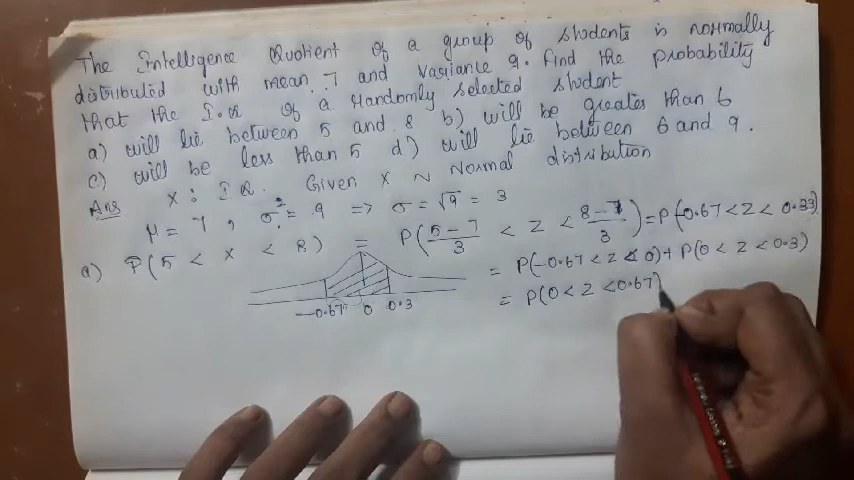 The Intelligence Quotient of a group of students is normally
distributed with mean 7 and variance 9. Find the probability
that the I.Q of a randomly selected student
a) will lie between 5 and 8 b) will be greater than 6
c) will be less than 5 d) will lie between 6 and 9.
Ans X : I Q. Given X ~ Normal distribution
μ = 7, σ² = 9 => σ = √9 = 3
a) P(5 < X < 8) = P(5-7/3 < Z < 8-7/3) = P(-0.67 < Z < 0.33)
= P(-0.67 < Z < 0) + P(0 < Z < 0.3)
-0.67 0 0.3
= P(0 < Z < 0.67)